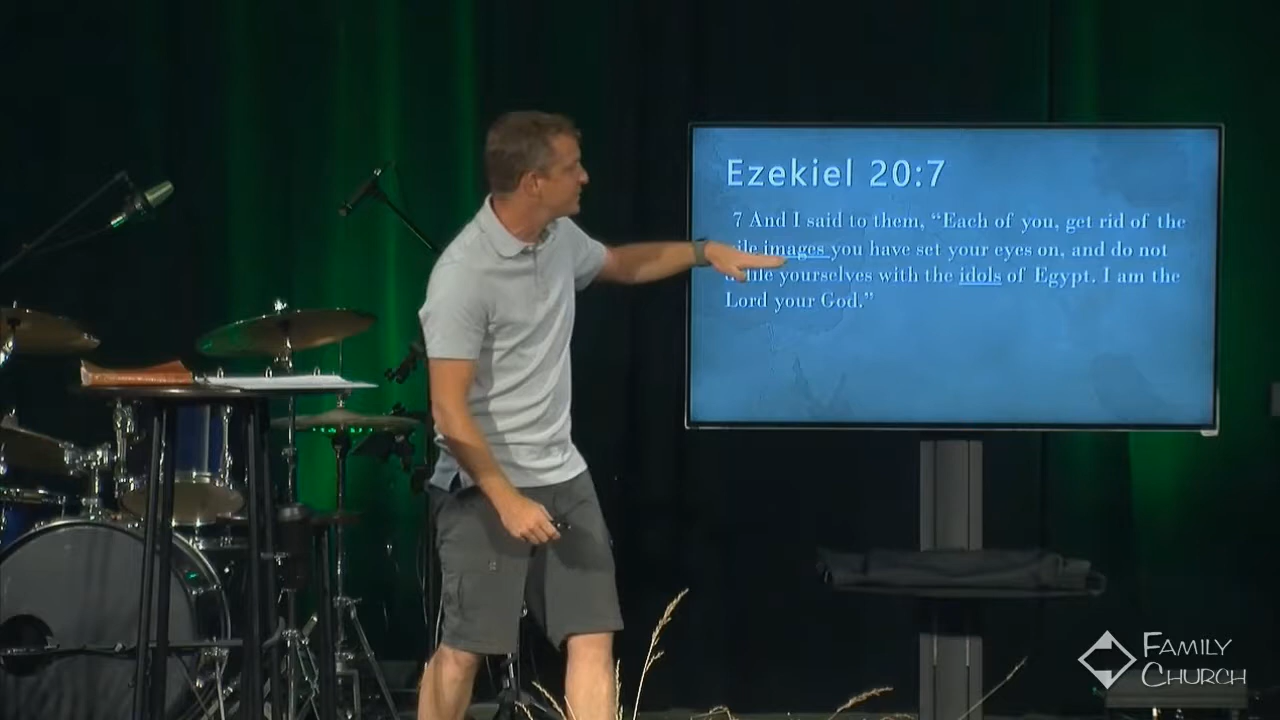 Ezekiel 20:7
7 And I said to them, “Each of you, get rid of the
images you have set your eyes on, and do not
yourselves with the idols of Egypt. I am the
Lord your God.”
FAMILY
CHURCH